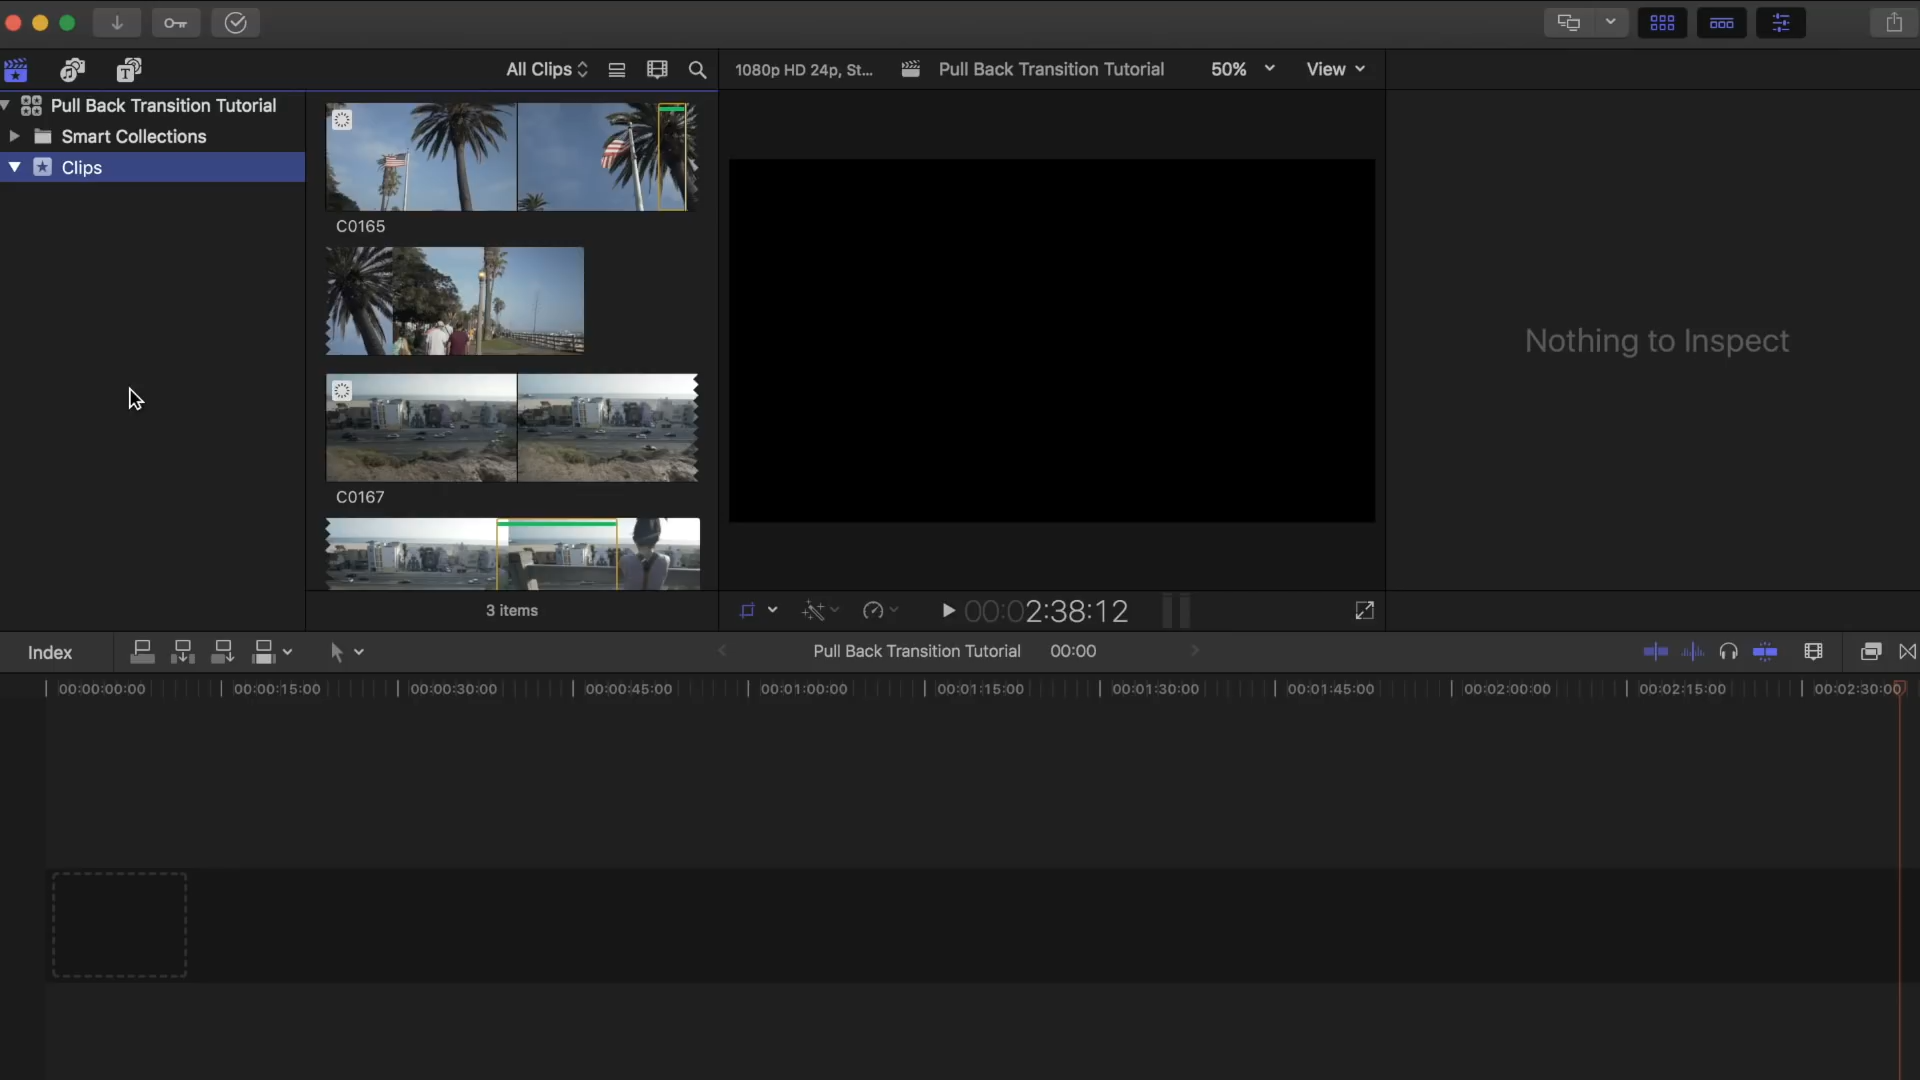 All Clips
1080p HD 24p, St...
Pull Back Transition Tutorial
50%
View
Pull Back Transition Tutorial
Smart Collections
Clips
C0165
C0167
3 items
Nothing to Inspect
00:02:38:12
Index
Pull Back Transition Tutorial
00:00
00:00:00:00
00:00:15:00
00:00:30:00
00:00:45:00
00:01:00:00
00:01:15:00
00:01:30:00
00:01:45:00
00:02:00:00
00:02:15:00
00:02:30:00